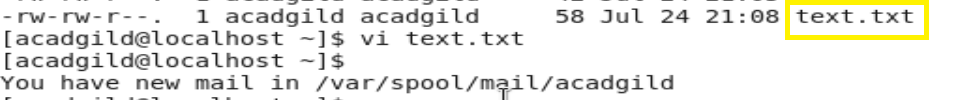 -rw-rw-r--. 1 acadgild acadgild 58 Jul 24 21:08 text.txt
[acadgild@localhost ~]$ vi text.txt
[acadgild@localhost ~]$
You have new mail in /var/spool/mail/acadgild